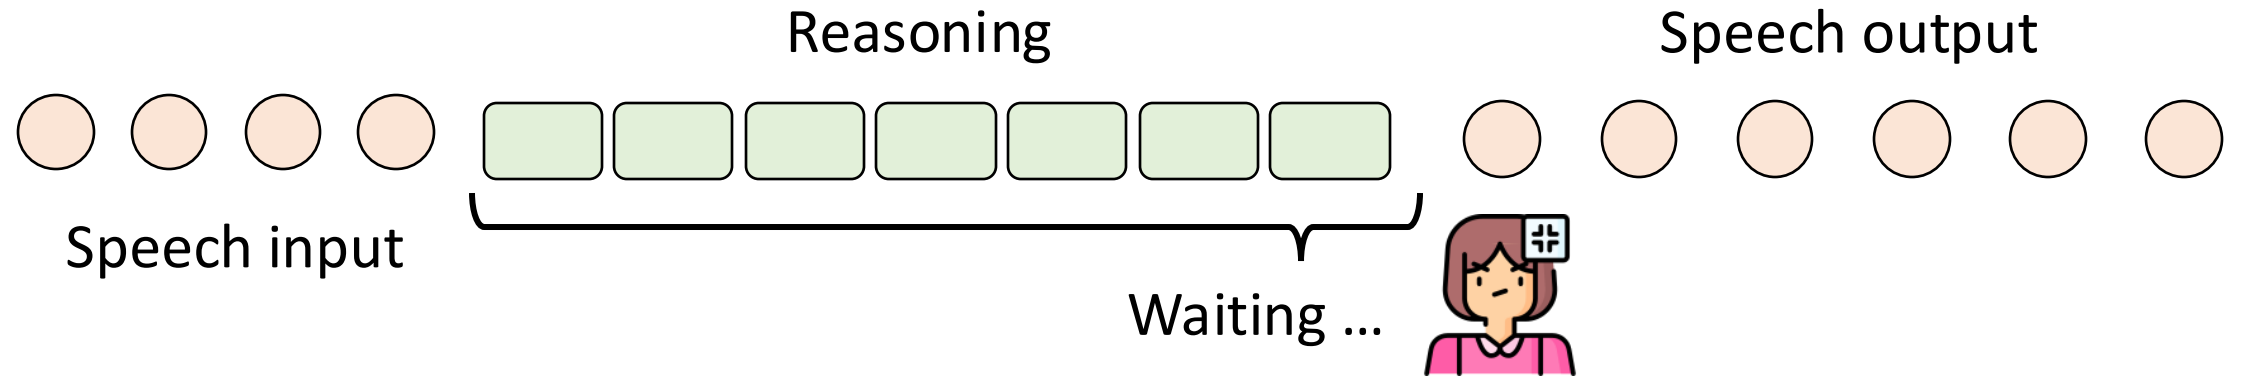 Reasoning
Speech output
Speech input
Waiting ...